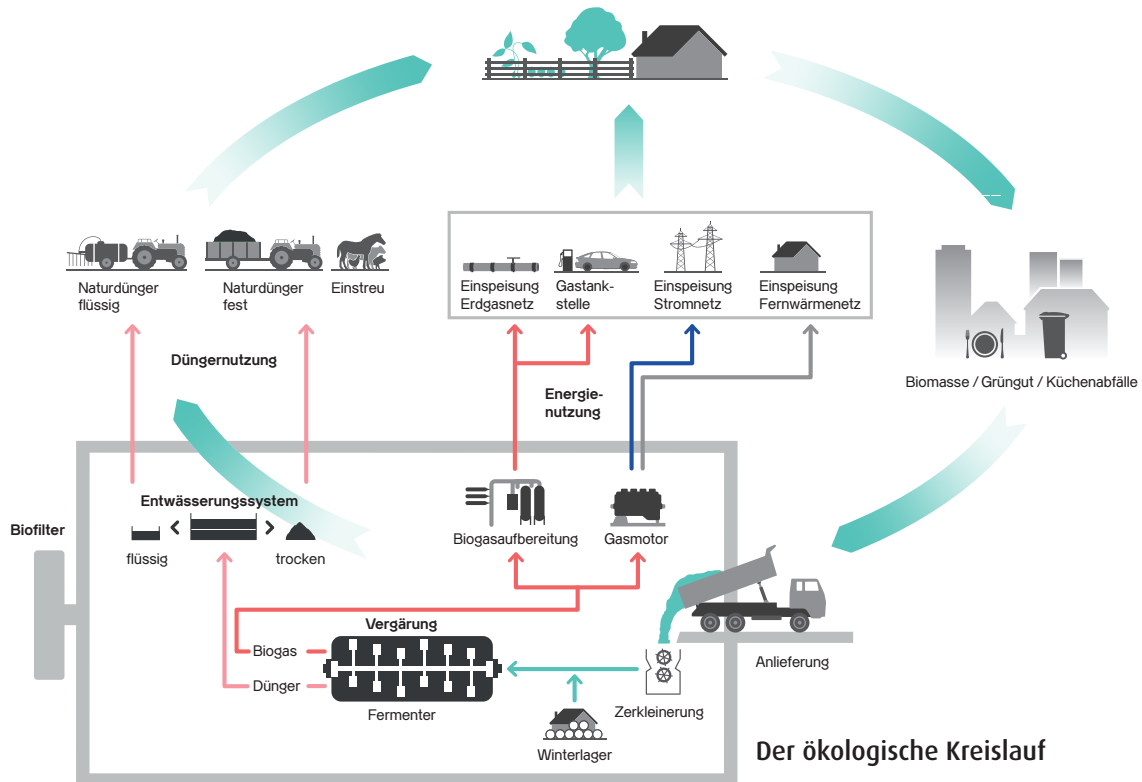 Naturdünger
flüssig
Naturdünger
fest
Einstreu
Einspeisung
Erdgasnetz
Gastank-
stelle
Einspeisung
Stromnetz
Einspeisung
Fernwärmenetz
Biomasse / Grüngut / Küchenabfälle
Düngernutzung
Energie-
nutzung
Entwässerungssystem
flüssig
trocken
Biofilter
Biogasaufbereitung
Gasmotor
Vergärung
Biogas
Dünger
Fermenter
Winterlager
Zerkleinerung
Anlieferung
Der ökologische Kreislauf